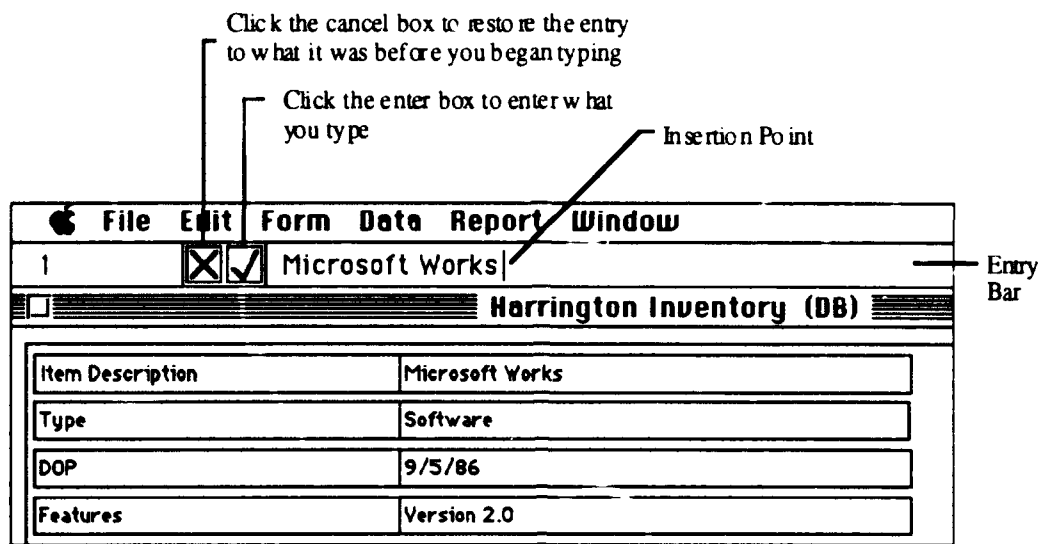 Click the cancel box to restore the entry
to what it was before you began typing
Click the enter box to enter what
you type
Insertion Point
File Edit Form Data Report Window
1 Microsoft Works
Entry
Bar
Harrington Inventory (DB)
Item Description Microsoft Works
Type Software
DOP 9/5/86
Features Version 2.0